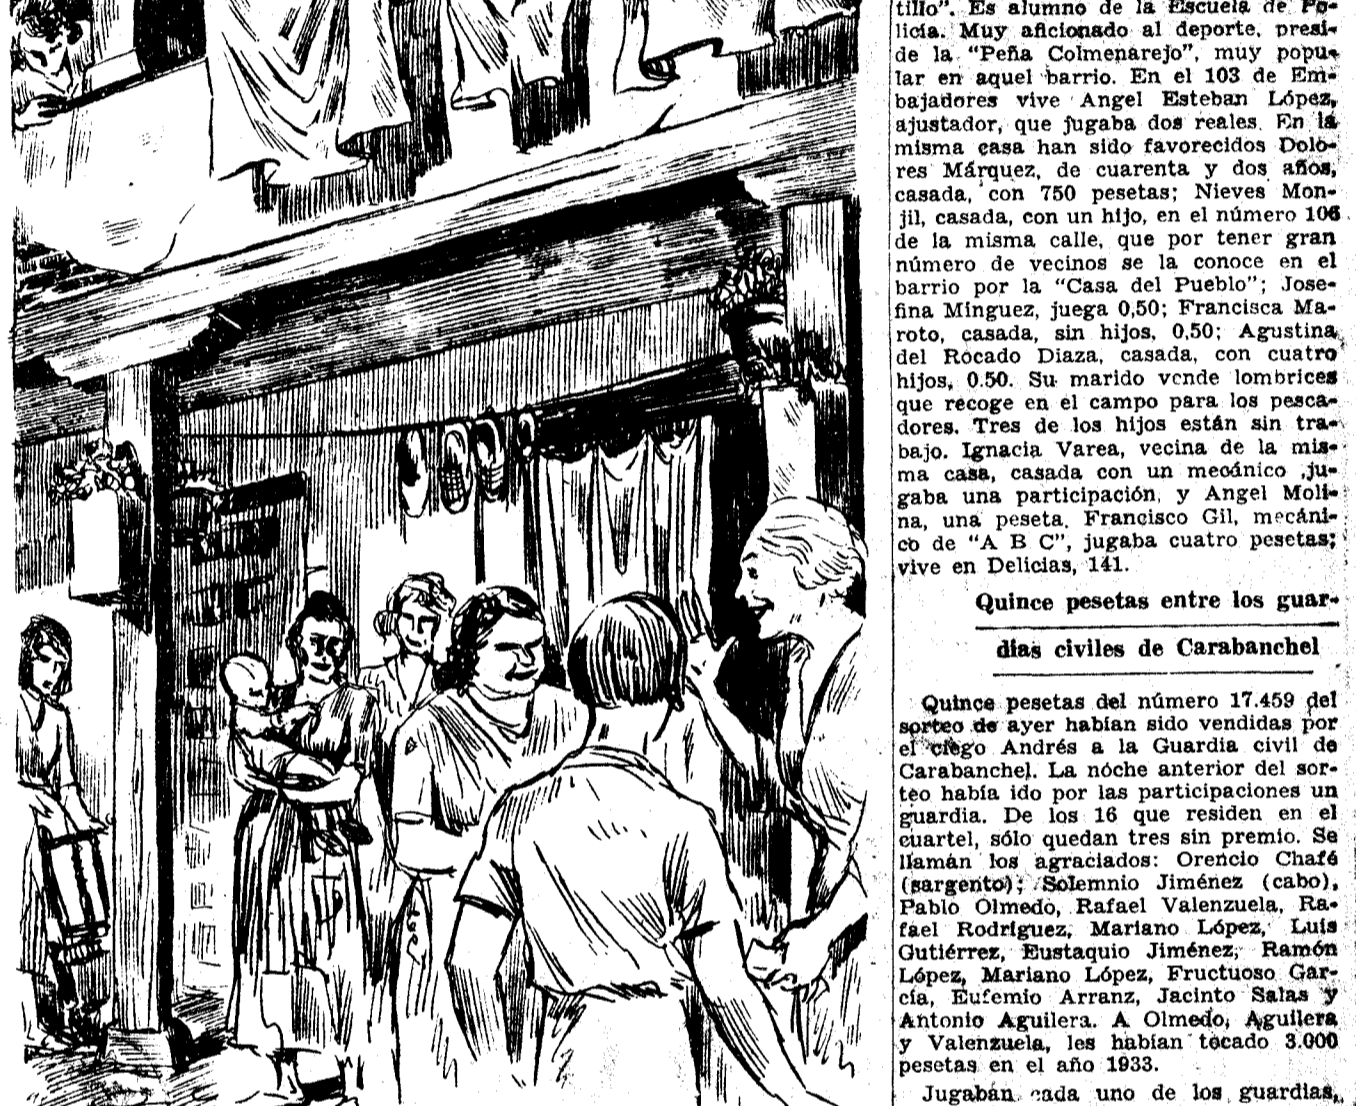 tillo". Es alumno de la Escuela de Po-
licía. Muy aficionado al deporte, presi-
de la "Peña Colmenarejo", muy popu-
lar en aquel barrio. En el 103 de Em-
bajadores vive Angel Esteban López,
ajustador, que jugaba dos reales. En la
misma casa han sido favorecidos Dolo-
res Márquez, de cuarenta y dos años,
casada, con 750 pesetas; Nieves Mon-
jil, casada, con un hijo, en el número 106
de la misma calle, que por tener gran
número de vecinos se la conoce en el
barrio por la "Casa del Pueblo"; Jose-
fina Mínguez, juega 0,50; Francisca Ma-
roto, casada, sin hijos, 0,50; Agustina
del Rocado Diaza, casada, con cuatro
hijos, 0.50. Su marido vende lombrices
que recoge en el campo para los pesca-
dores. Tres de los hijos están sin tra-
bajo. Ignacia Varea, vecina de la mis-
ma casa, casada con un mecánico ,ju-
gaba una participación, y Angel Moli-
na, una peseta. Francisco Gil, mecáni-
co de "A B C", jugaba cuatro pesetas;
vive en Delicias, 141.
Quince pesetas entre los guar-
dias civiles de Carabanchel
Quince pesetas del número 17.459 del
sorteo de ayer habían sido vendidas por
el ciego Andrés a la Guardia civil de
Carabanchel. La noche anterior del sor-
teo había ido por las participaciones un
guardia. De los 16 que residen en el
cuartel, sólo quedan tres sin premio. Se
llamán los agraciados: Orencio Chafé
(sargento); Solemnio Jiménez (cabo),
Pablo Olmedo, Rafael Valenzuela, Ra-
fael Rodríguez, Mariano López, Luis
Gutiérrez, Eustaquio Jiménez, Ramón
López, Mariano López, Fructuoso Gar-
cía, Eufemio Arranz, Jacinto Salas y
Antonio Aguilera. A Olmedo, Aguilera
y Valenzuela, les habían tocado 3.000
pesetas en el año 1933.
Jugabán cada uno de los guardias,